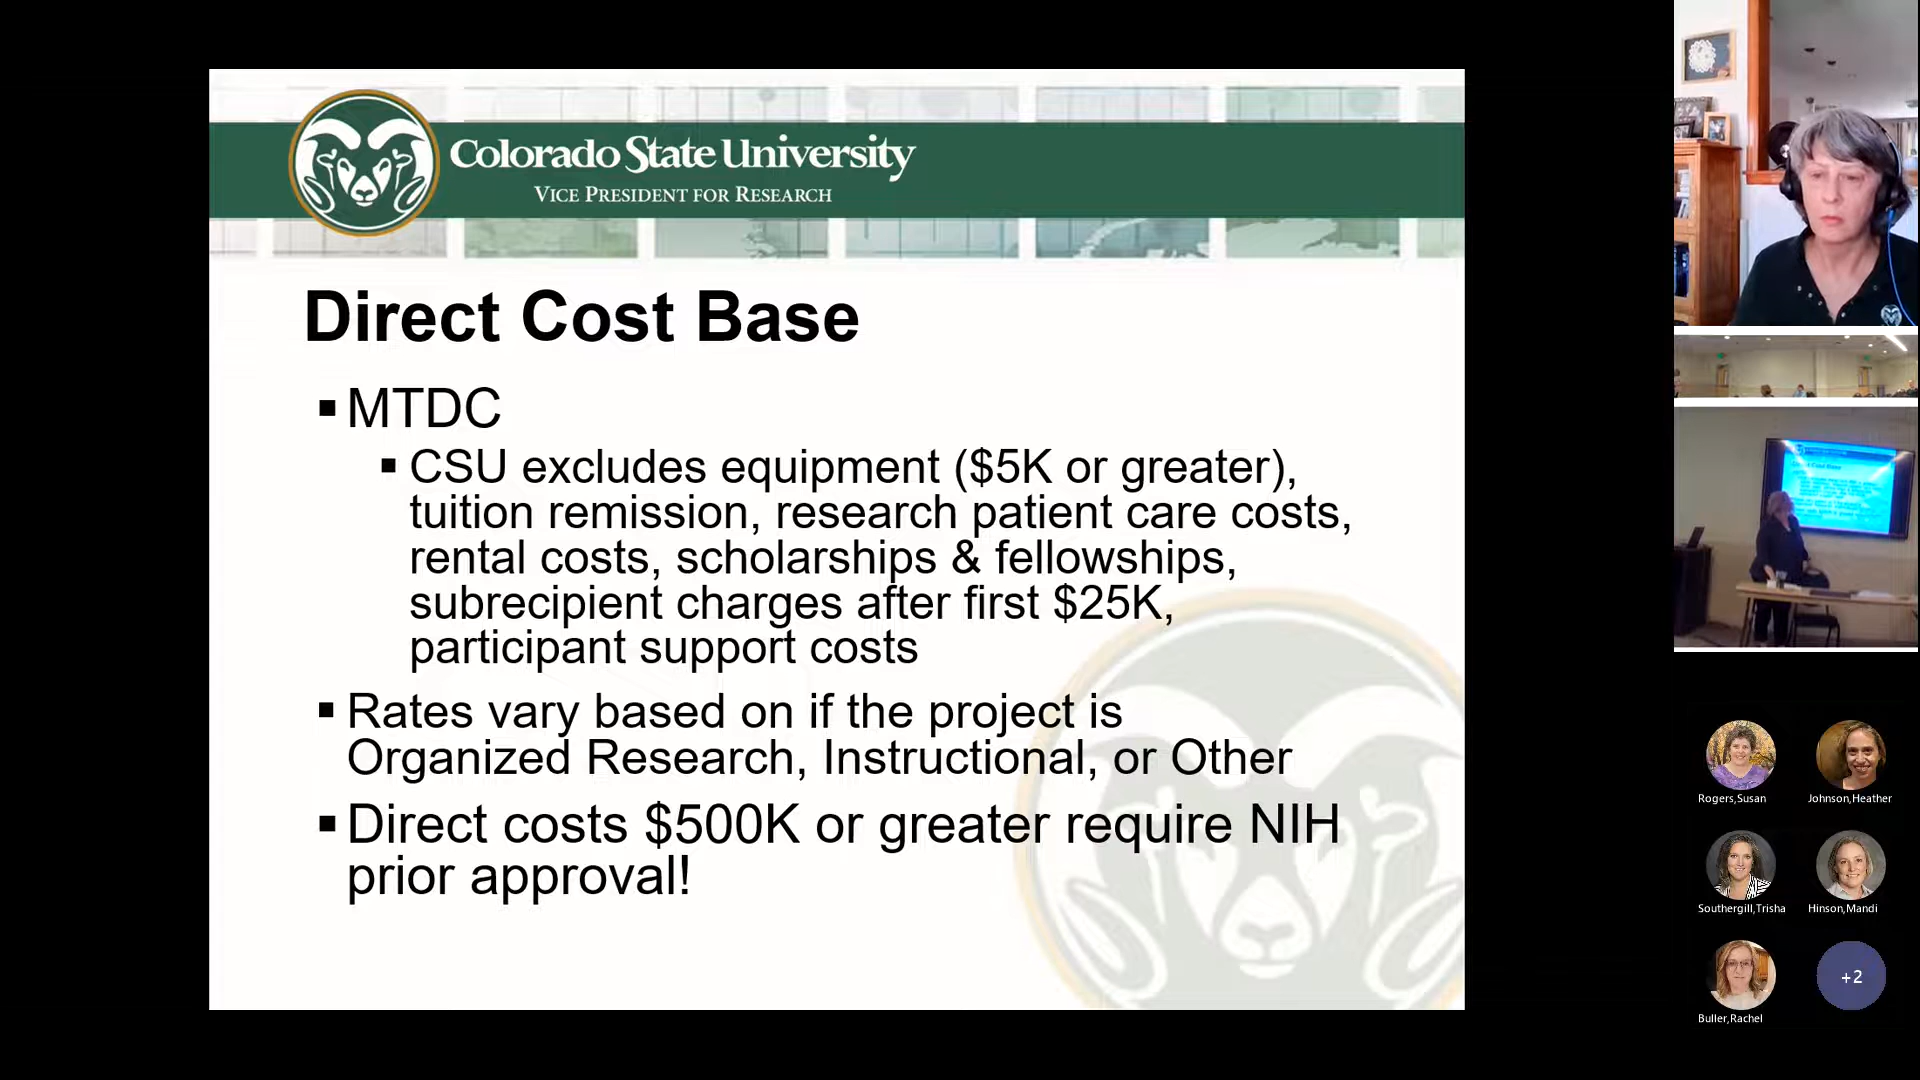 Colorado State University
VICE PRESIDENT FOR RESEARCH
Direct Cost Base
▪ MTDC
▪ CSU excludes equipment ($5K or greater),
tuition remission, research patient care costs,
rental costs, scholarships & fellowships,
subrecipient charges after first $25K,
participant support costs
▪ Rates vary based on if the project is
Organized Research, Instructional, or Other
▪ Direct costs $500K or greater require NIH
prior approval!
Rogers,Susan
Johnson,Heather
Southergill,Trisha
Hinson,Mandi
Buller,Rachel
+2